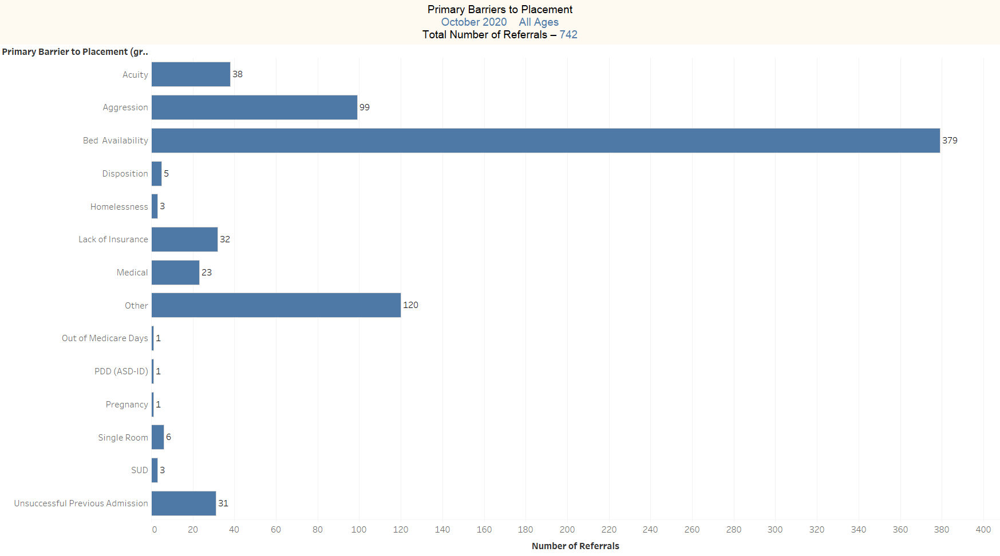 Primary Barriers to Placement
October 2020 All Ages
Total Number of Referrals – 742
Primary Barrier to Placement (gr..
Acuity 38
Aggression 99
Bed Availability 379
Disposition 5
Homelessness 3
Lack of Insurance 32
Medical 23
Other 120
Out of Medicare Days 1
PDD (ASD-ID) 1
Pregnancy 1
Single Room 6
SUD 3
Unsuccessful Previous Admission 31
0 20 40 60 80 100 120 140 160 180 200 220 240 260 280 300 320 340 360 380 400
Number of Referrals